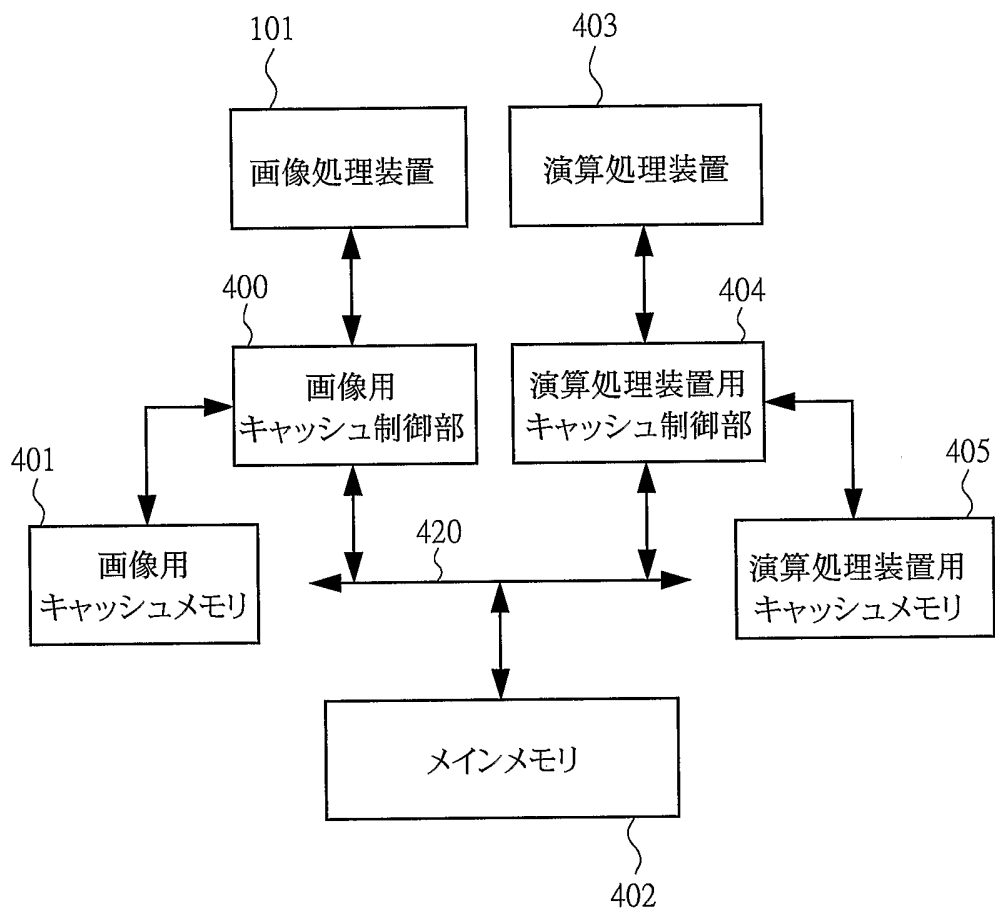 101
403
画像処理装置
演算処理装置
400
404
画像用
キャッシュ制御部
演算処理装置用
キャッシュ制御部
401
405
420
画像用
キャッシュメモリ
演算処理装置用
キャッシュメモリ
メインメモリ
402